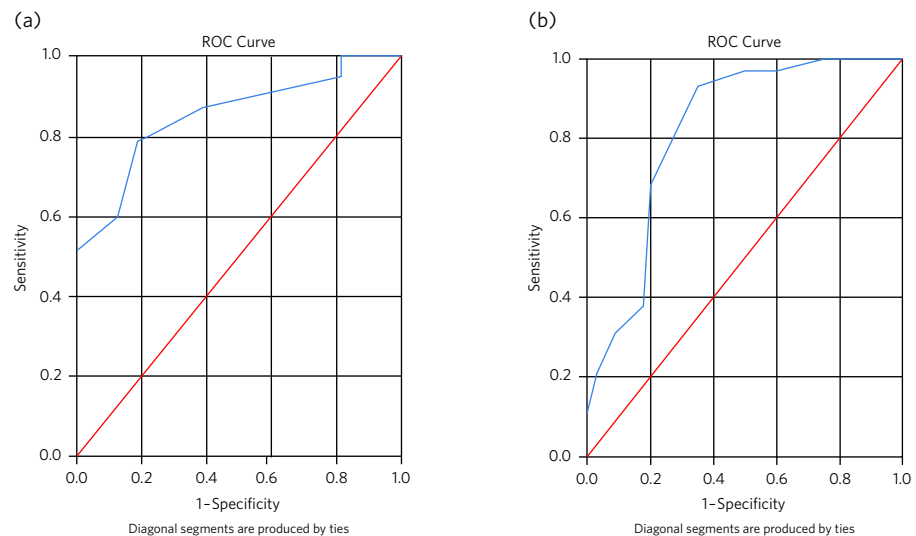 (a)
ROC Curve
1.0
0.8
0.6
0.4
0.2
0.0
Sensitivity
0.0 0.2 0.4 0.6 0.8 1.0
1-Specificity
Diagonal segments are produced by ties
(b)
ROC Curve
1.0
0.8
0.6
0.4
0.2
0.0
Sensitivity
0.0 0.2 0.4 0.6 0.8 1.0
1-Specificity
Diagonal segments are produced by ties